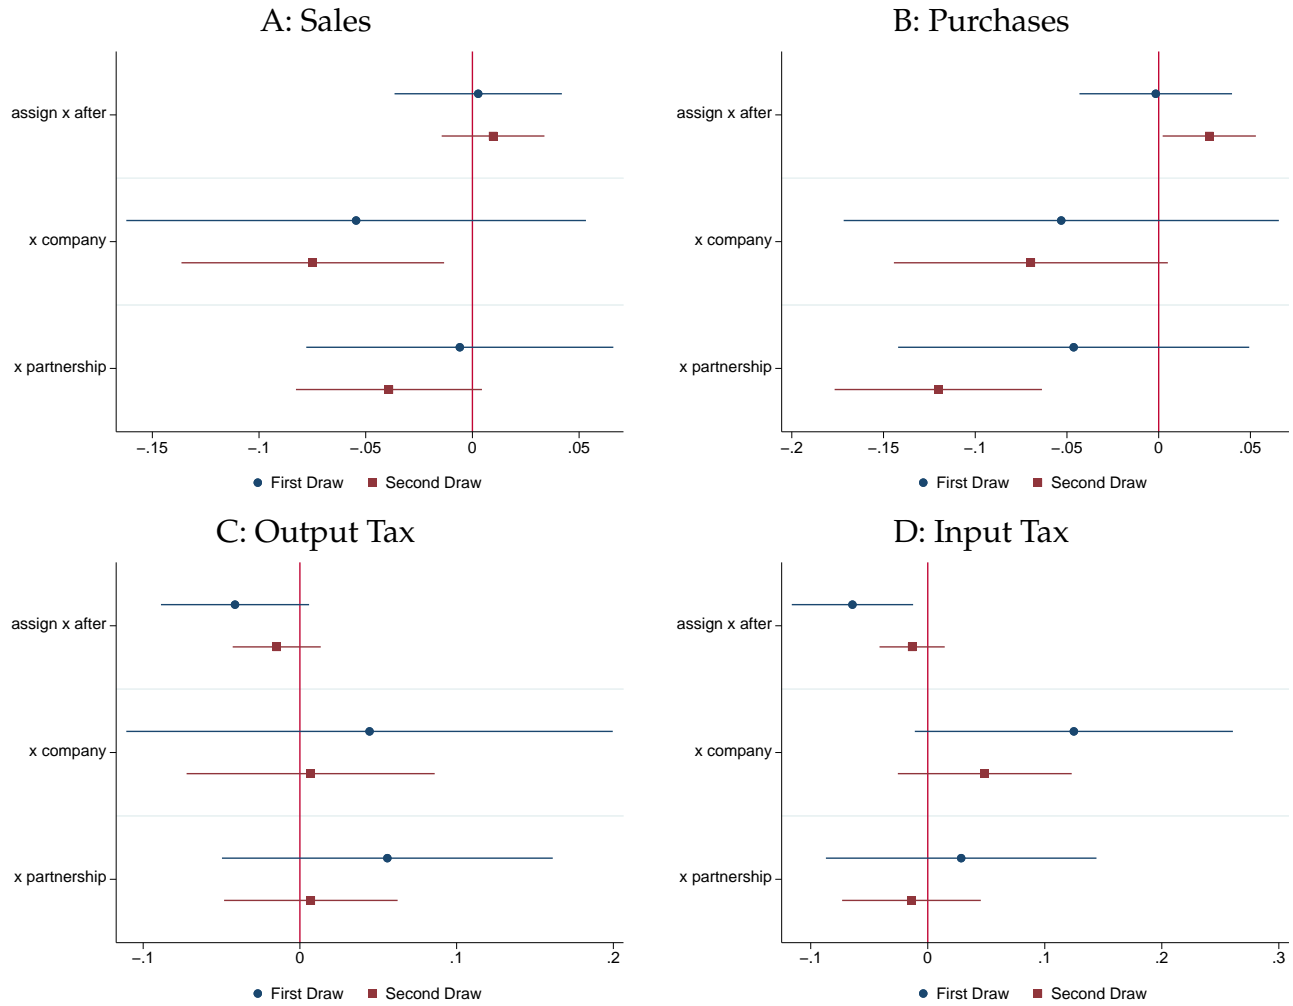 A: Sales
assign x after
x company
x partnership
−.15 −.1 −.05 0 .05
First Draw Second Draw
B: Purchases
assign x after
x company
x partnership
−.2 −.15 −.1 −.05 0 .05
First Draw Second Draw
C: Output Tax
assign x after
x company
x partnership
−.1 0 .1 .2
First Draw Second Draw
D: Input Tax
assign x after
x company
x partnership
−.1 0 .1 .2 .3
First Draw Second Draw